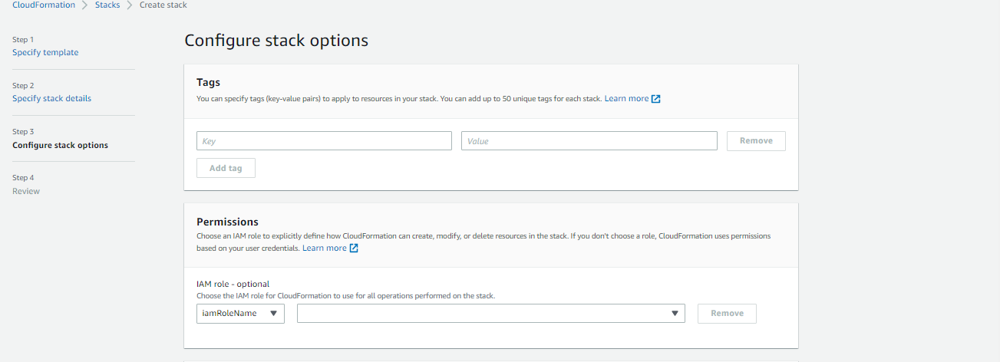 CloudFormation > Stacks > Create stack
Step 1
Specify template
Step 2
Specify stack details
Step 3
Configure stack options
Step 4
Review
Configure stack options
Tags
You can specify tags (key-value pairs) to apply to resources in your stack. You can add up to 50 unique tags for each stack. Learn more
Key Value Remove
Add tag
Permissions
Choose an IAM role to explicitly define how CloudFormation can create, modify, or delete resources in the stack. If you don't choose a role, CloudFormation uses permissions
based on your user credentials. Learn more
IAM role - optional
Choose the IAM role for CloudFormation to use for all operations performed on the stack.
iamRoleName Remove